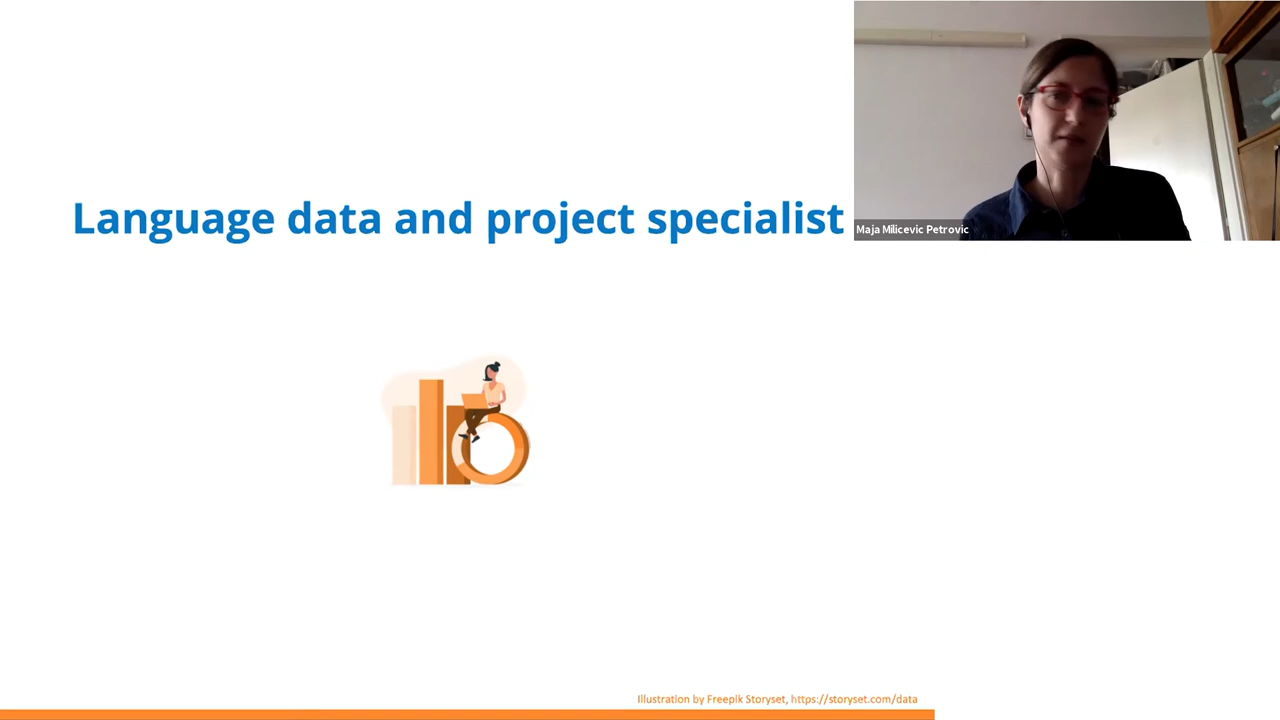 Language data and project specialist
Maja Milicevic Petrovic
Illustration by Freepik Storyset, https://storyset.com/data